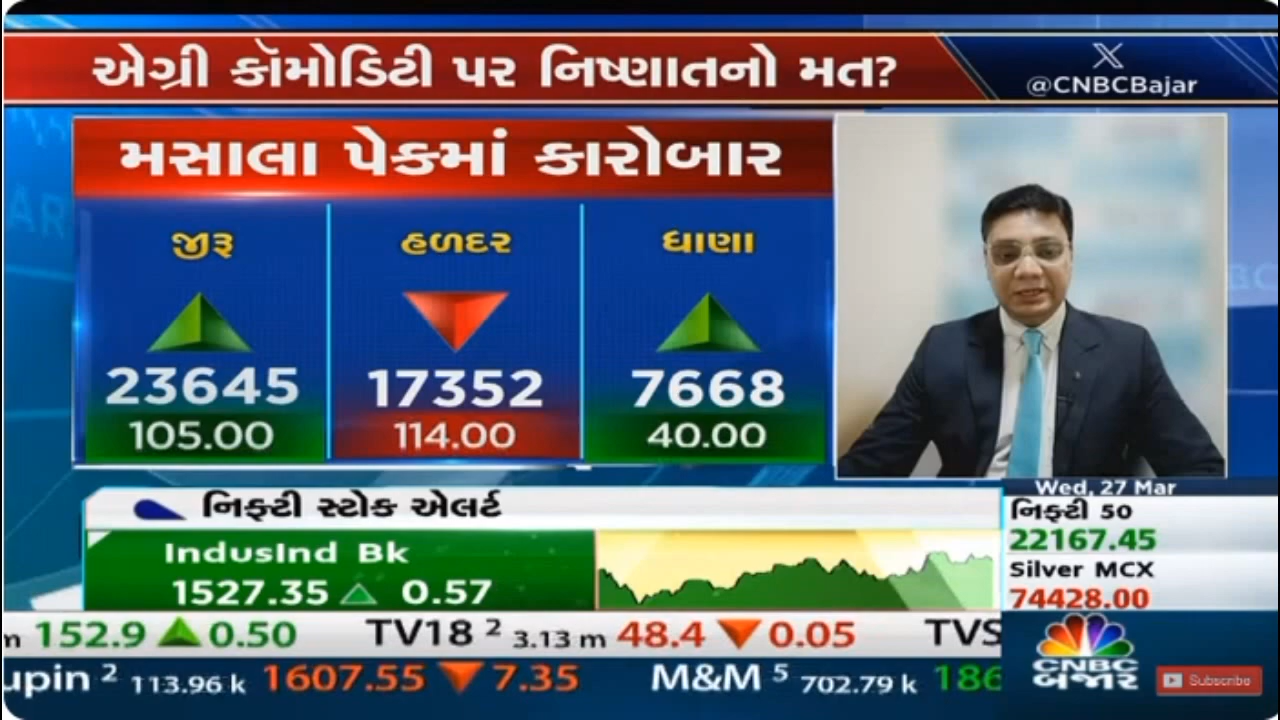 એગ્રી કૉમોડિટી પર નિષ્ણાતનો મત?
X
@CNBCBajar
મસાલા પેકમાં કારોબાર
જીરૂ હળદર ધાણા
23645 17352 7668
105.00 114.00 40.00
Wed, 27 Mar
નિફ્ટી સ્ટોક એલર્ટ
નિફ્ટી 50
22167.45
IndusInd Bk
1527.35 0.57
Silver MCX
74428.00
m 152.9 0.50 TV18 2 3.13 m 48.4 0.05 TVS
upin 2 113.96 k 1607.55 7.35 M&M 5 702.79 k 186
CNBC
બજાર
Subscribe